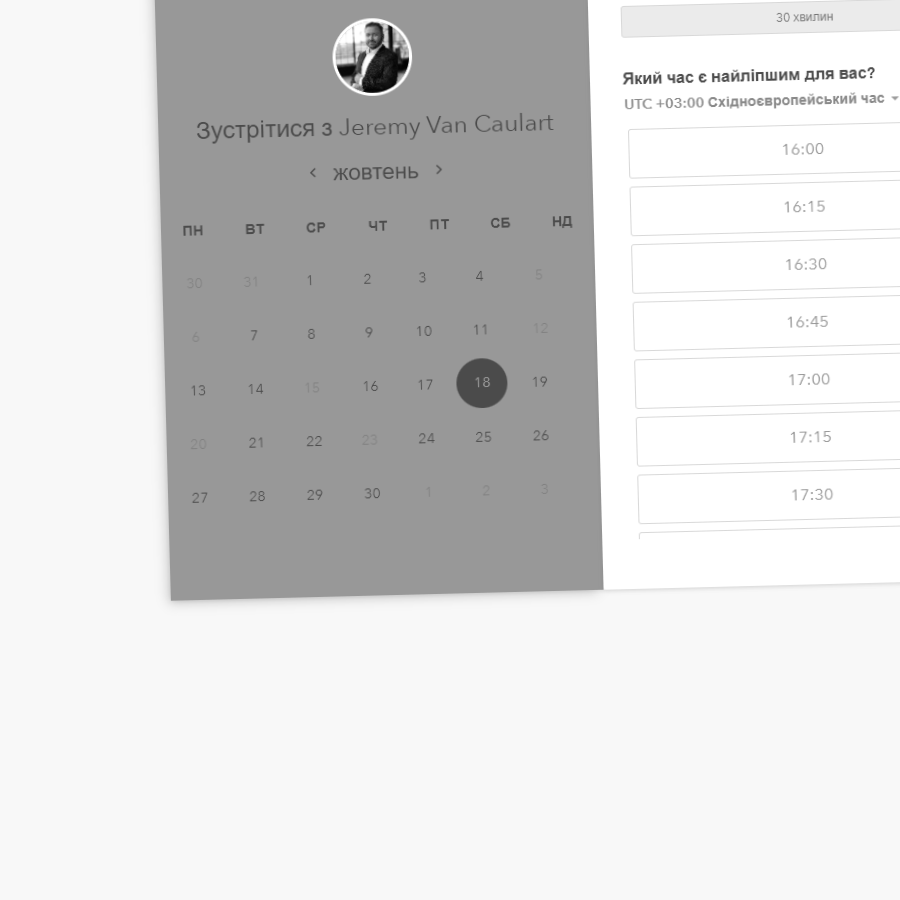 Зустрітися з Jeremy Van Caulart
‹ жовтень ›
ПН ВТ СР ЧТ ПТ СБ НД
30 31 1 2 3 4 5
6 7 8 9 10 11 12
13 14 15 16 17 18 19
20 21 22 23 24 25 26
27 28 29 30 1 2 3
30 хвилин
Який час є найліпшим для вас?
UTC +03:00 Східноєвропейський час
16:00
16:15
16:30
16:45
17:00
17:15
17:30